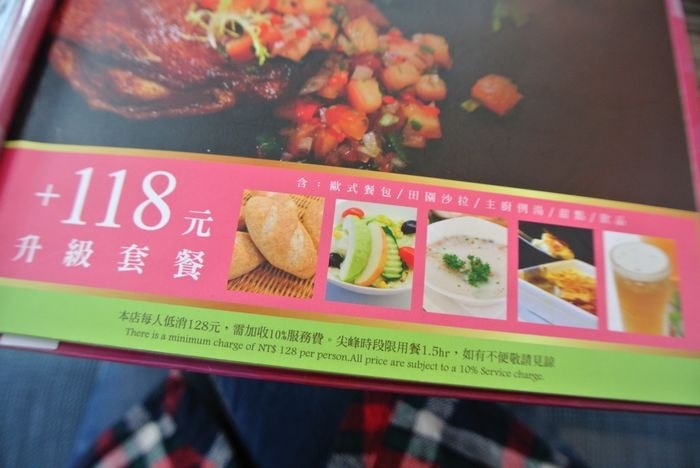 +118元
升級套餐
含：歐式餐包/田園沙拉/主廚例湯/甜點/飲品
本店每人低消128元，需加收10%服務費。尖峰時段限用餐1.5hr，如有不便敬請見諒
There is a minimum charge of NT$ 128 per person.All price are subject to a 10% Service charge.